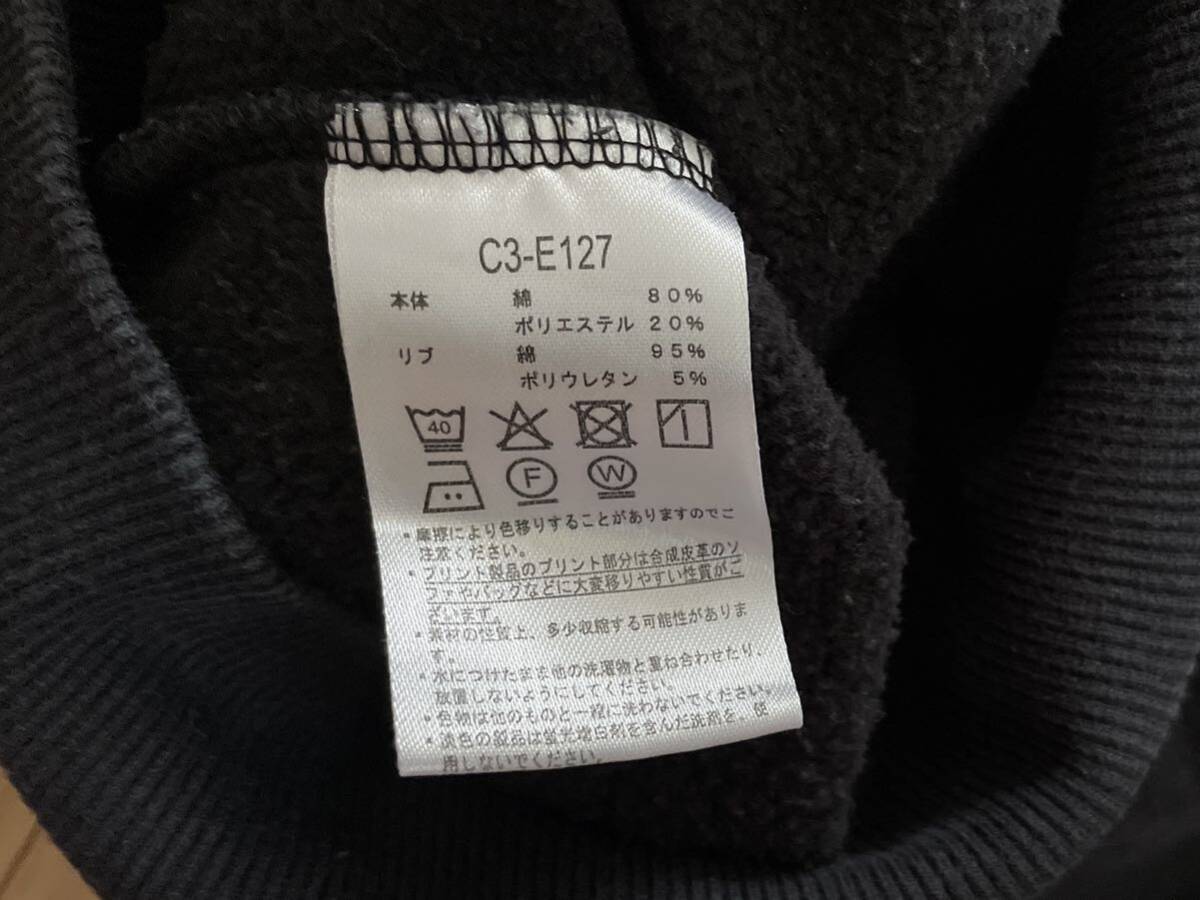 C3-E127
本体 綿 80%
ポリエステル 20%
リブ 綿 95%
ポリウレタン 5%
40
F W
・摩擦により色移りすることがありますのでご
注意ください。
・プリント製品のプリント部分は合成皮革のソ
ファやバックなどに大変移りやすい性質がご
ざいます。
・素材の性質上、多少収縮する可能性がありま
す。
・水につけたまま他の洗濯物と重ね合わせたり、
放置しないようにしてください。
・色物は他のものと一緒に洗わないでください。
・淡色の製品は蛍光増白剤を含んだ洗剤を、使
用しないでください。